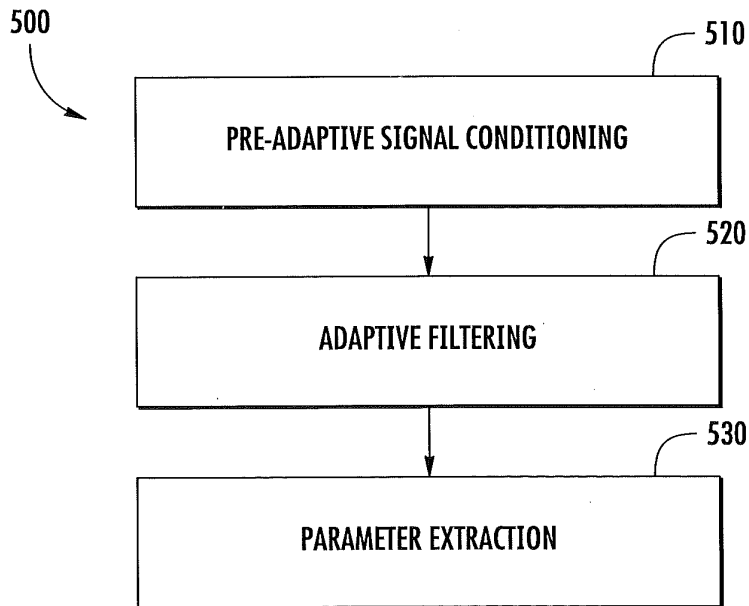 500
510
PRE-ADAPTIVE SIGNAL CONDITIONING
520
ADAPTIVE FILTERING
530
PARAMETER EXTRACTION